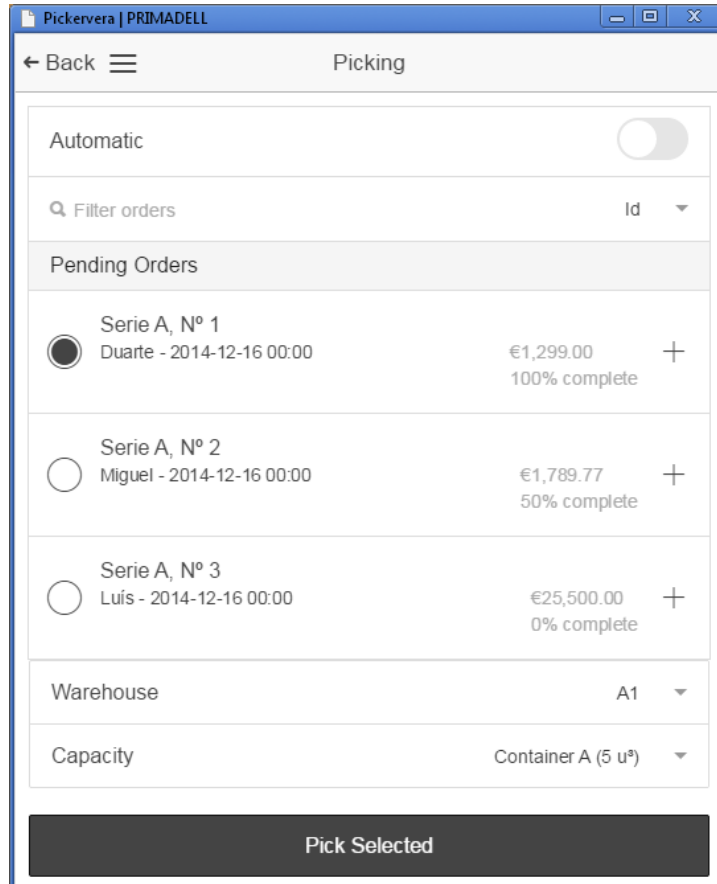 Pickervera | PRIMADELL
Back
Picking
Automatic
Filter orders Id
Pending Orders
Serie A, Nº 1
Duarte - 2014-12-16 00:00
€1,299.00
100% complete
Serie A, Nº 2
Miguel - 2014-12-16 00:00
€1,789.77
50% complete
Serie A, Nº 3
Luís - 2014-12-16 00:00
€25,500.00
0% complete
Warehouse A1
Capacity Container A (5 u³)
Pick Selected